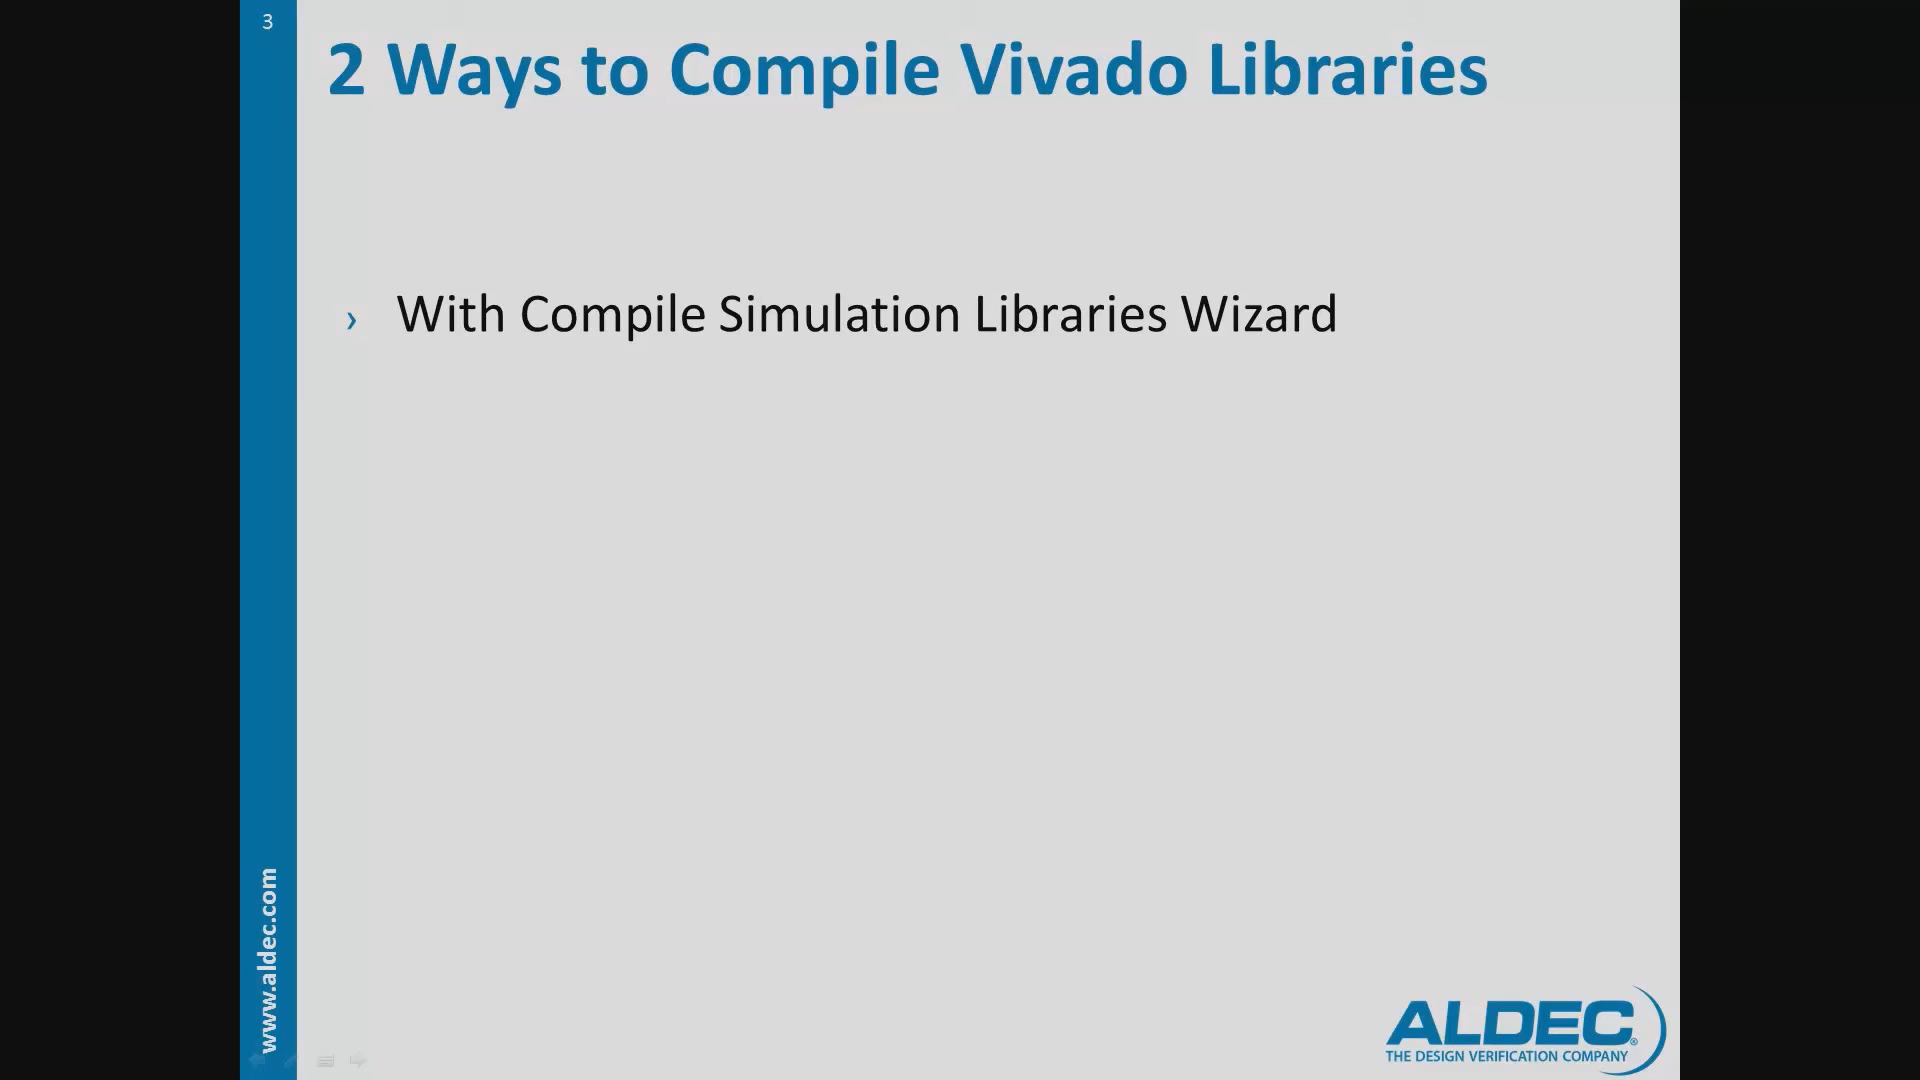 3
2 Ways to Compile Vivado Libraries
› With Compile Simulation Libraries Wizard
www.aldec.com
ALDEC®
THE DESIGN VERIFICATION COMPANY